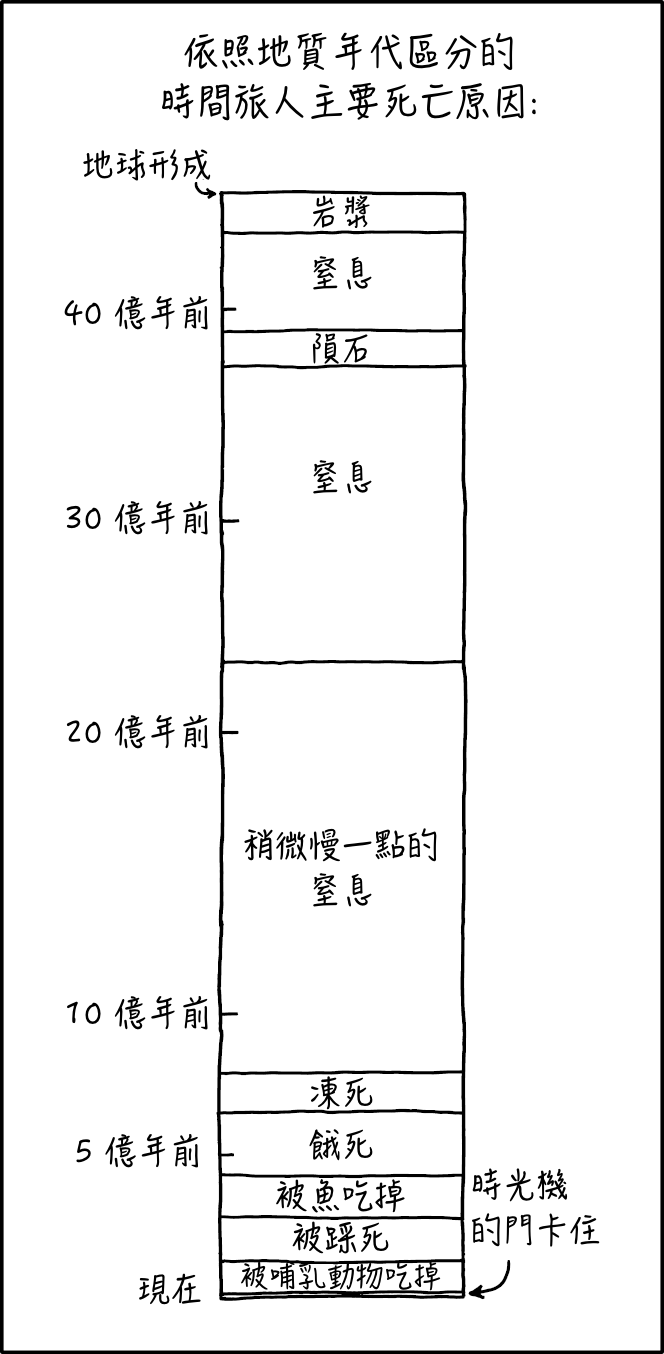 依照地質年代區分的
時間旅人主要死亡原因:
地球形成
岩漿
窒息
40 億年前
隕石
窒息
30 億年前
20 億年前
稍微慢一點的
窒息
10 億年前
凍死
5 億年前
餓死
被魚吃掉
時光機
的門卡住
被踩死
被哺乳動物吃掉
現在